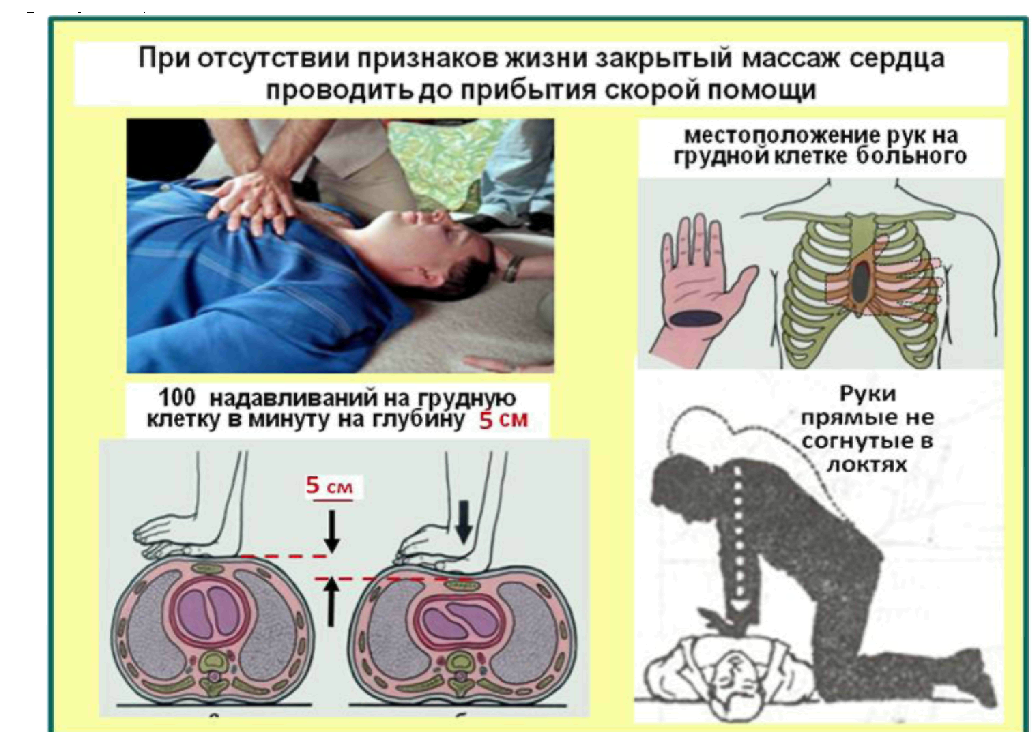 При отсутствии признаков жизни закрытый массаж сердца
проводить до прибытия скорой помощи
местоположение рук на
грудной клетке больного
100 надавливаний на грудную
клетку в минуту на глубину 5 см
5 см
Руки
прямые не
согнутые в
локтях